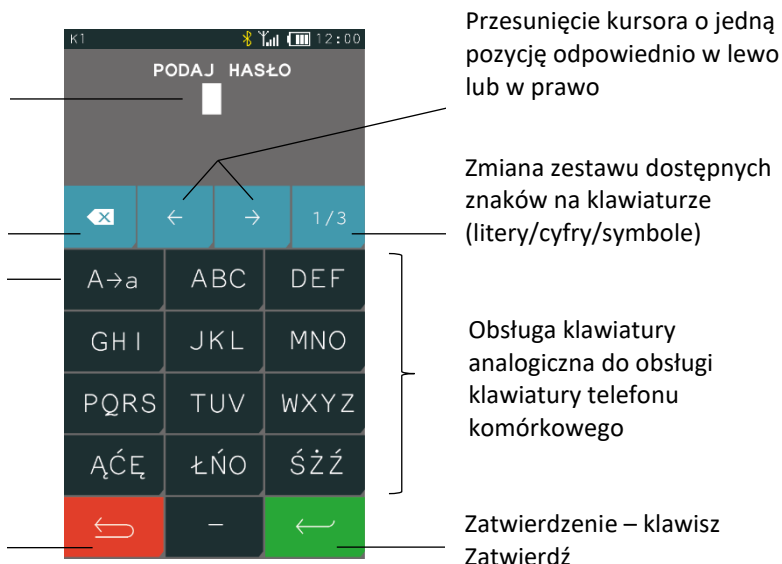 Przesunięcie kursora o jedną
pozycję odpowiednio w lewo
lub w prawo
K1 12:00
PODAJ HASŁO
Zmiana zestawu dostępnych
znaków na klawiaturze
(litery/cyfry/symbole)
← → 1/3
A→a ABC DEF
GHI JKL MNO
PQRS TUV WXYZ
ĄĆĘ ŁŃO ŚŻŹ
–
Obsługa klawiatury
analogiczna do obsługi
klawiatury telefonu
komórkowego
Zatwierdzenie – klawisz
Zatwierdź